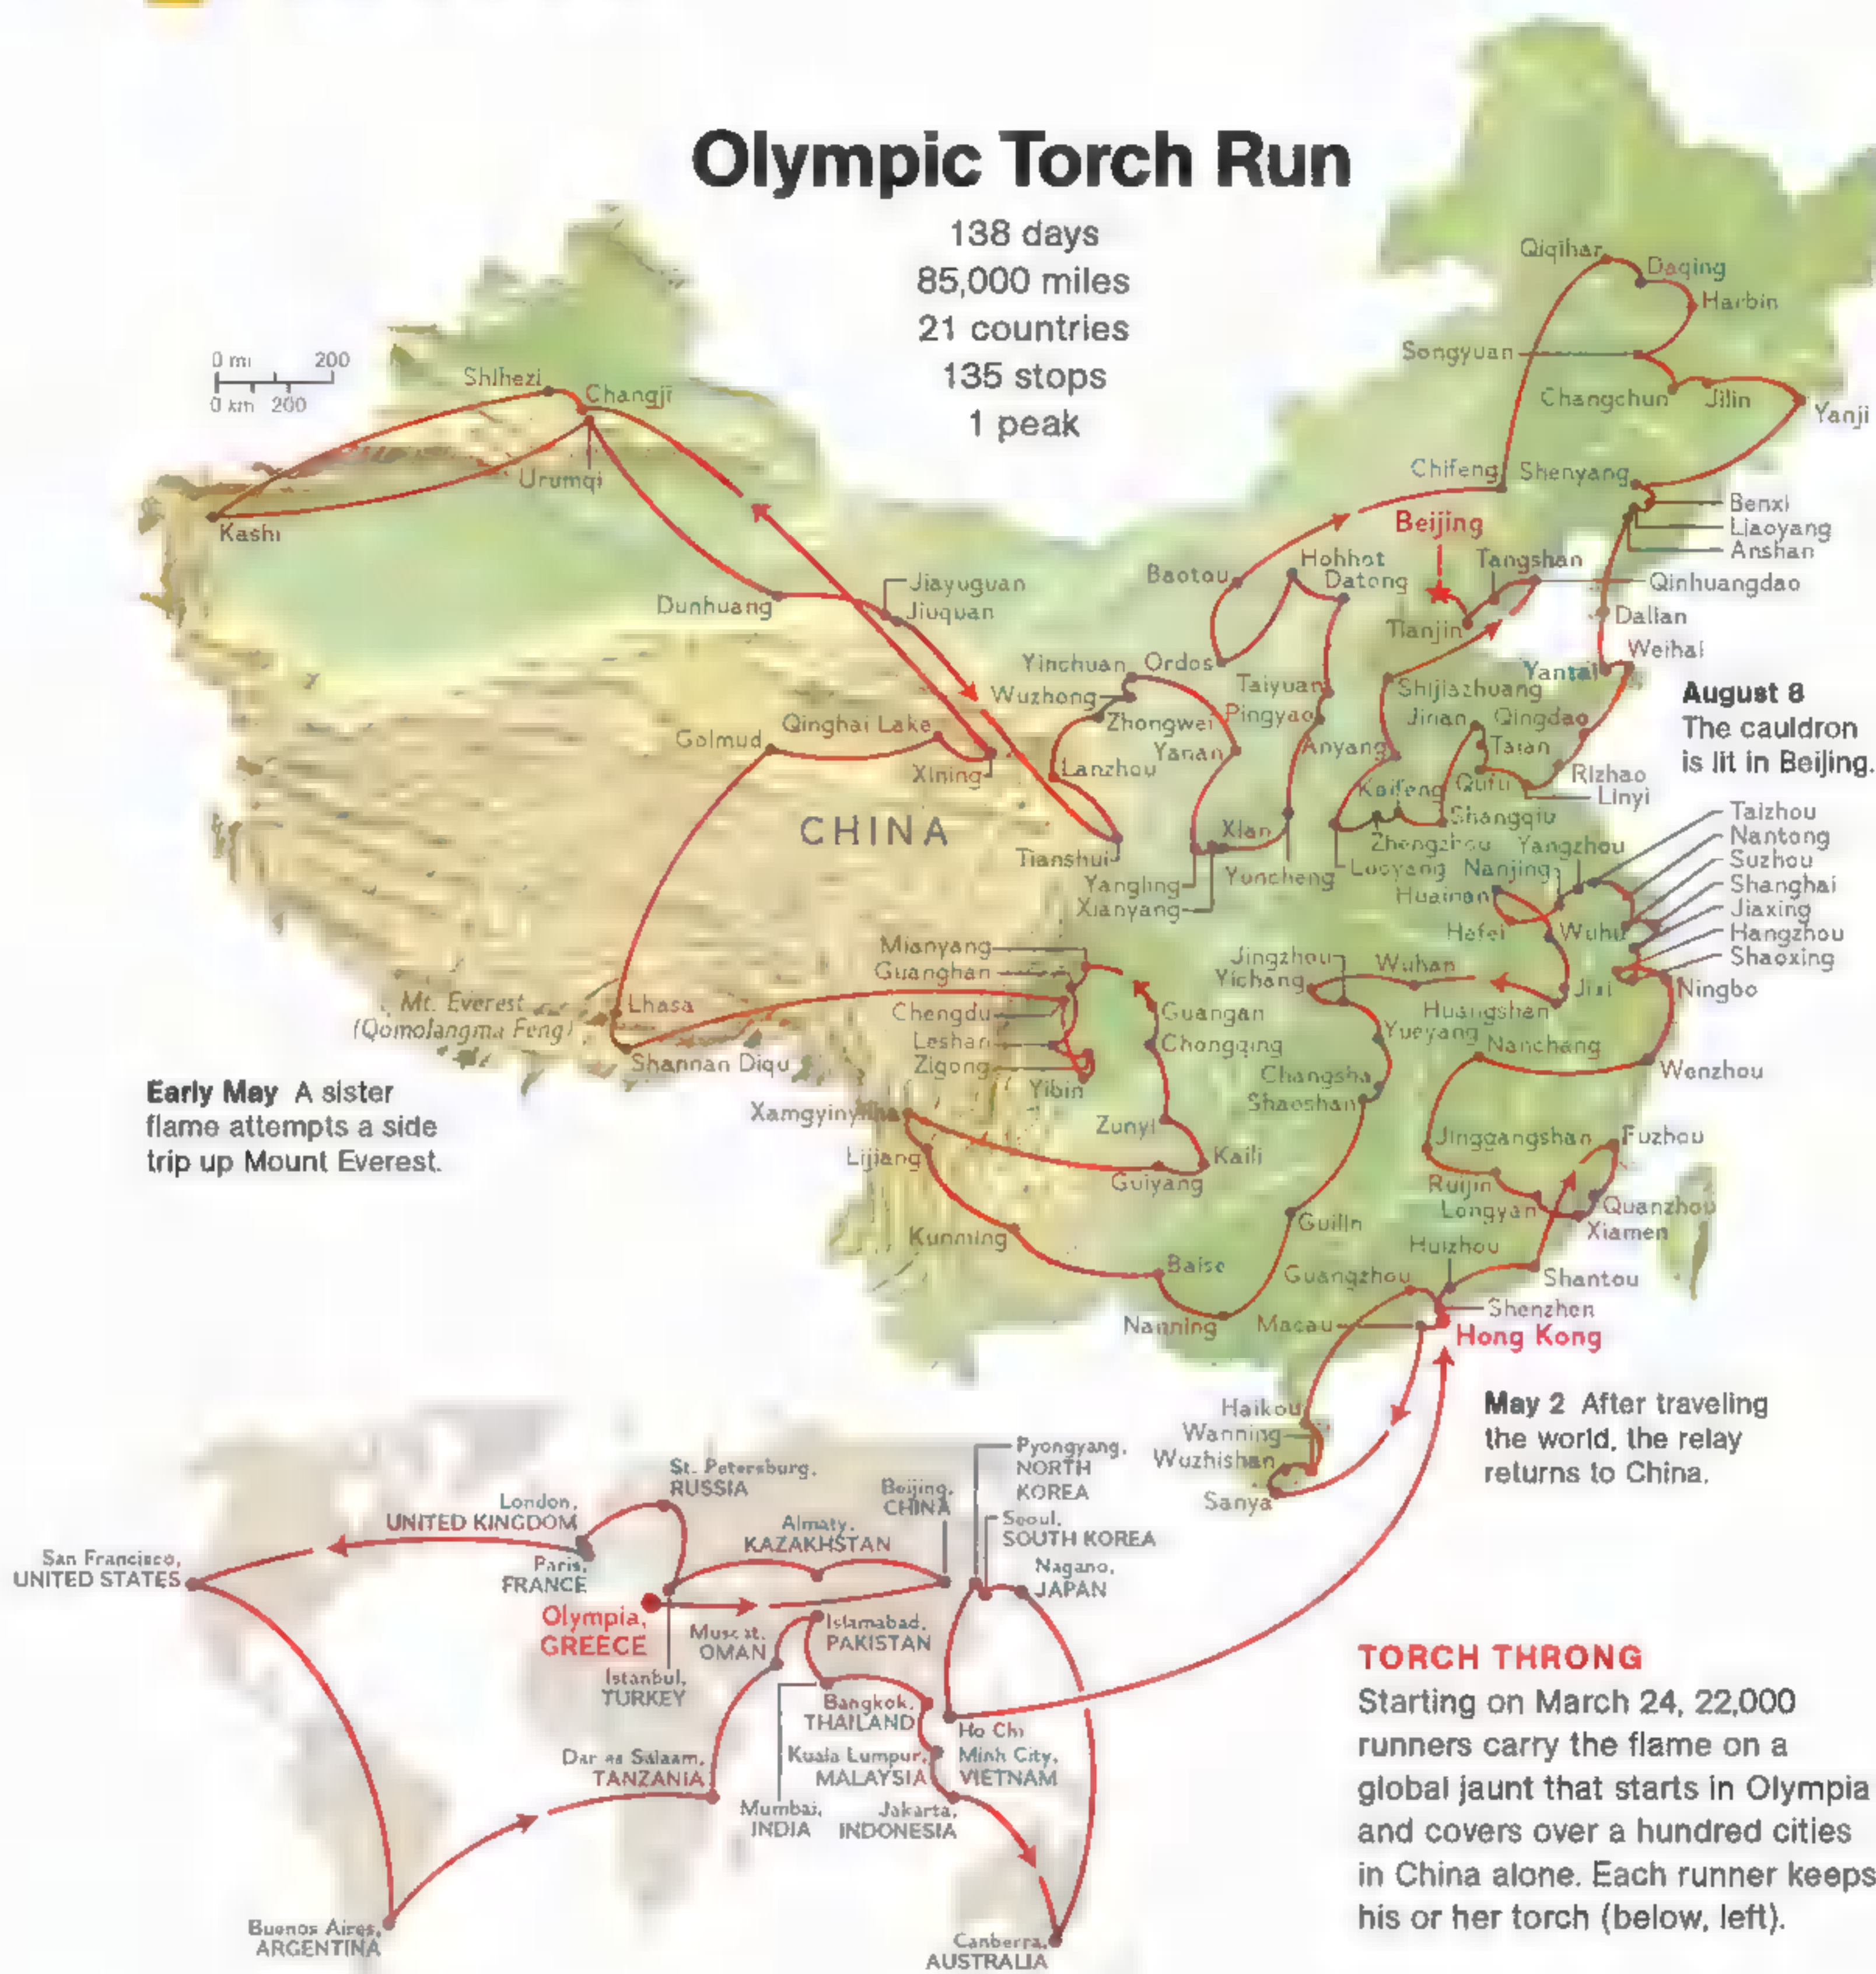 Olympic Torch Run
138 days
85,000 miles
21 countries
135 stops
1 peak
0 mi 200
0 km 200
Shihezi
Changji
Urumqi
Kashi
Dunhuang
Jiayuguan
Jiuquan
Golmud
Qinghai Lake
Xining
CHINA
Tianshui
Lanzhou
Zhongwei
Wuzhong
Yinchuan
Ordos
Yanan
Yangling
Xianyang
Xian
Yuncheng
Pingyao
Taiyuan
Datong
Hohhot
Baotou
Chifeng
Qiqihar
Daqing
Harbin
Songyuan
Changchun
Jilin
Yanji
Shenyang
Benxi
Liaoyang
Anshan
Beijing
Tangshan
Qinhuangdao
Tianjin
Dalian
Weihai
Yantai
Shijiazhuang
Jinan
Qingdao
Taian
Anyang
Rizhao
Linyi
Qufu
Kaifeng
Shangqiu
Zhengzhou
Luoyang
August 8
The cauldron
is lit in Beijing.
Taizhou
Nantong
Suzhou
Shanghai
Jiaxing
Hangzhou
Shaoxing
Ningbo
Yangzhou
Nanjing
Huainan
Hefei
Wuhu
Jixi
Huangshan
Wuhan
Jingzhou
Yichang
Yueyang
Changsha
Shaoshan
Nanchang
Wenzhou
Jinggangshan
Fuzhou
Ruijin
Longyan
Quanzhou
Xiamen
Mianyang
Guanghan
Chengdu
Leshan
Zigong
Yibin
Guangan
Chongqing
Zunyi
Kaili
Guiyang
Mt. Everest
(Qomolangma Feng)
Lhasa
Shannan Diqu
Early May A sister
flame attempts a side
trip up Mount Everest.
Lijiang
Kunming
Baise
Nanning
Guilin
Huizhou
Guangzhou
Shantou
Shenzhen
Macau
Hong Kong
Haikou
Wanning
Wuzhishan
Sanya
May 2 After traveling
the world, the relay
returns to China.
St. Petersburg,
RUSSIA
London,
UNITED KINGDOM
Paris,
FRANCE
San Francisco,
UNITED STATES
Olympia,
GREECE
Istanbul,
TURKEY
Almaty,
KAZAKHSTAN
Beijing,
CHINA
Pyongyang,
NORTH
KOREA
Seoul,
SOUTH KOREA
Nagano,
JAPAN
Muscat,
OMAN
Islamabad,
PAKISTAN
Bangkok,
THAILAND
Ho Chi
Minh City,
VIETNAM
Kuala Lumpur,
MALAYSIA
Dar es Salaam,
TANZANIA
Mumbai,
INDIA
Jakarta,
INDONESIA
Buenos Aires,
ARGENTINA
Canberra,
AUSTRALIA
TORCH THRONG
Starting on March 24, 22,000
runners carry the flame on a
global jaunt that starts in Olympia
and covers over a hundred cities
in China alone. Each runner keeps
his or her torch (below, left).